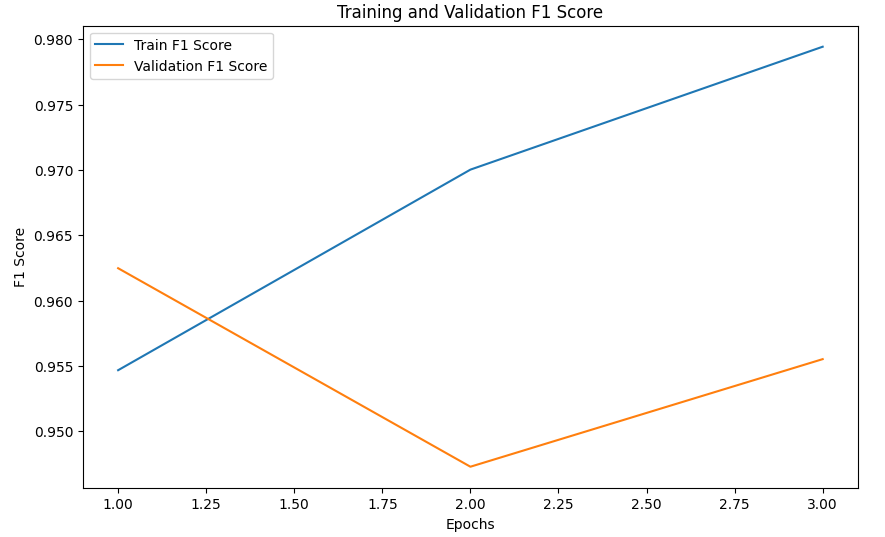 Training and Validation F1 Score
Train F1 Score
Validation F1 Score
F1 Score
0.980
0.975
0.970
0.965
0.960
0.955
0.950
1.00 1.25 1.50 1.75 2.00 2.25 2.50 2.75 3.00
Epochs